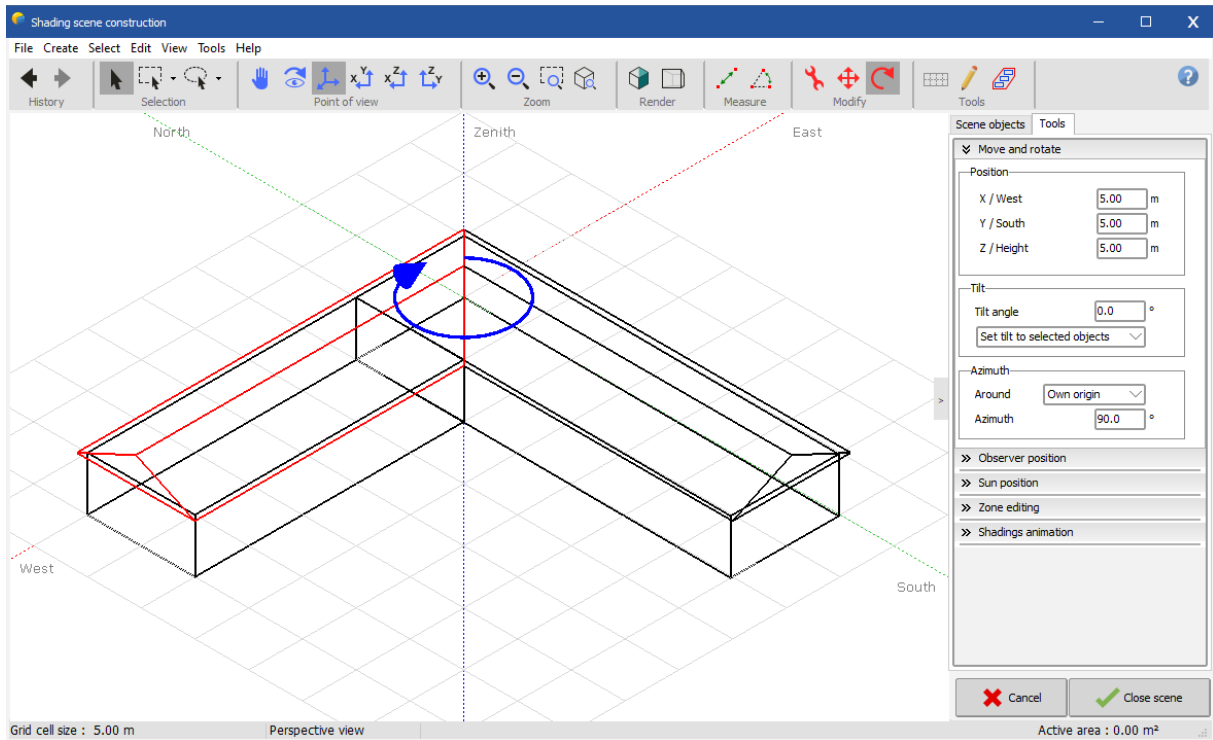 Shading scene construction
File Create Select Edit View Tools Help
History Selection Point of view Zoom Render Measure Modify Tools
North Zenith East
West
South
Scene objects Tools
Move and rotate
Position
X / West 5.00 m
Y / South 5.00 m
Z / Height 5.00 m
Tilt
Tilt angle 0.0 °
Set tilt to selected objects
Azimuth
Around Own origin
Azimuth 90.0 °
Observer position
Sun position
Zone editing
Shadings animation
Cancel Close scene
Grid cell size : 5.00 m Perspective view Active area : 0.00 m²